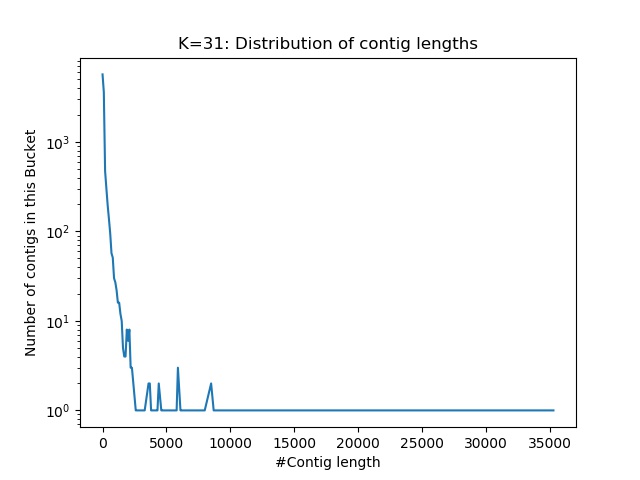 K=31: Distribution of contig lengths
Number of contigs in this Bucket
10³
10²
10¹
10⁰
0 5000 10000 15000 20000 25000 30000 35000
#Contig length